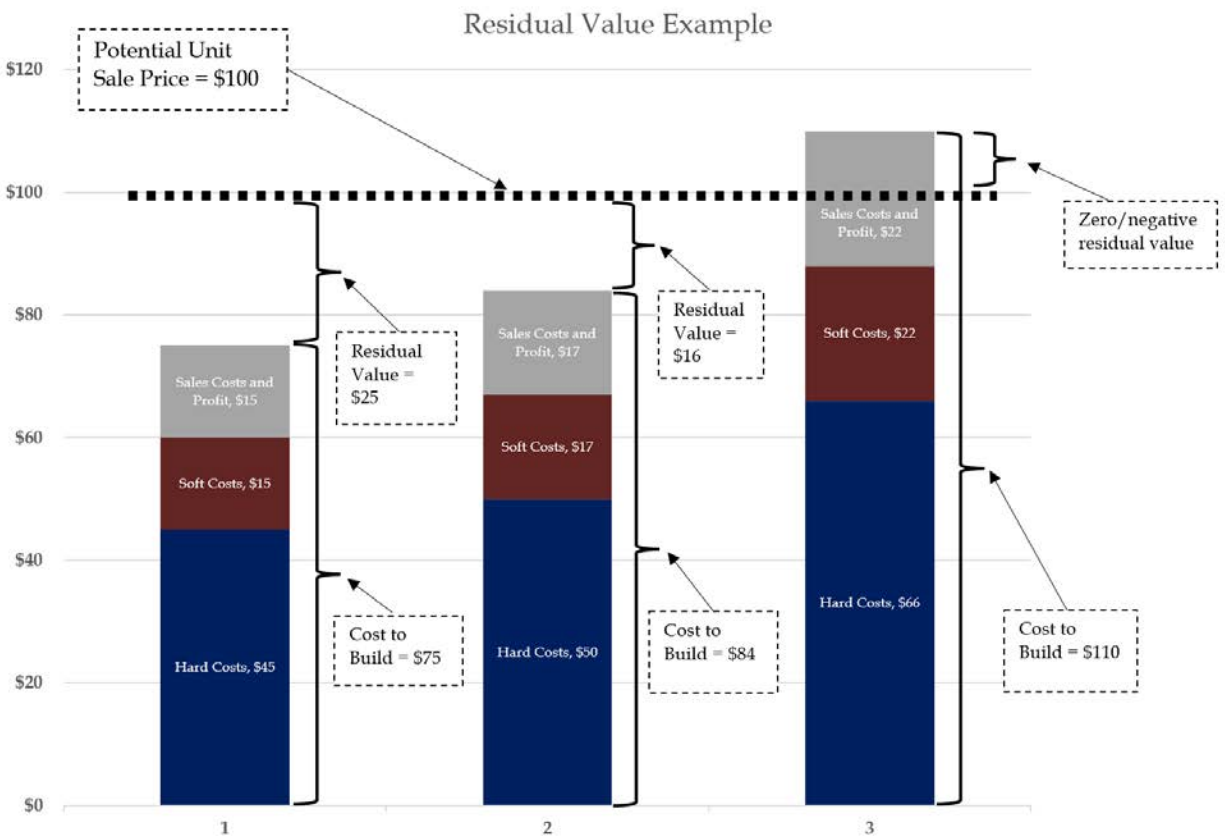 Residual Value Example
Potential Unit
Sale Price = $100
$120
$100
$80
$60
$40
$20
$0
Sales Costs and
Profit, $15
Soft Costs, $15
Hard Costs, $45
Residual
Value =
$25
Cost to
Build = $75
Sales Costs and
Profit, $17
Soft Costs, $17
Hard Costs, $50
Residual
Value =
$16
Cost to
Build = $84
Sales Costs and
Profit, $22
Soft Costs, $22
Hard Costs, $66
Zero/negative
residual value
Cost to
Build = $110
1
2
3